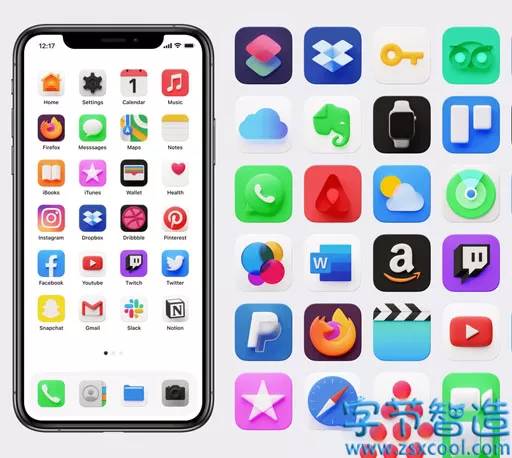 12:17
1
Home Settings Calendar Music
Firefox Messsages Maps Notes
iBooks iTunes Wallet Health
Instagram Dropbox Dribbble Pinterest
Facebook Youtube Twitch Twitter
Snapchat Gmail Slack Notion
W
a
字节智造
www.zsxcool.com